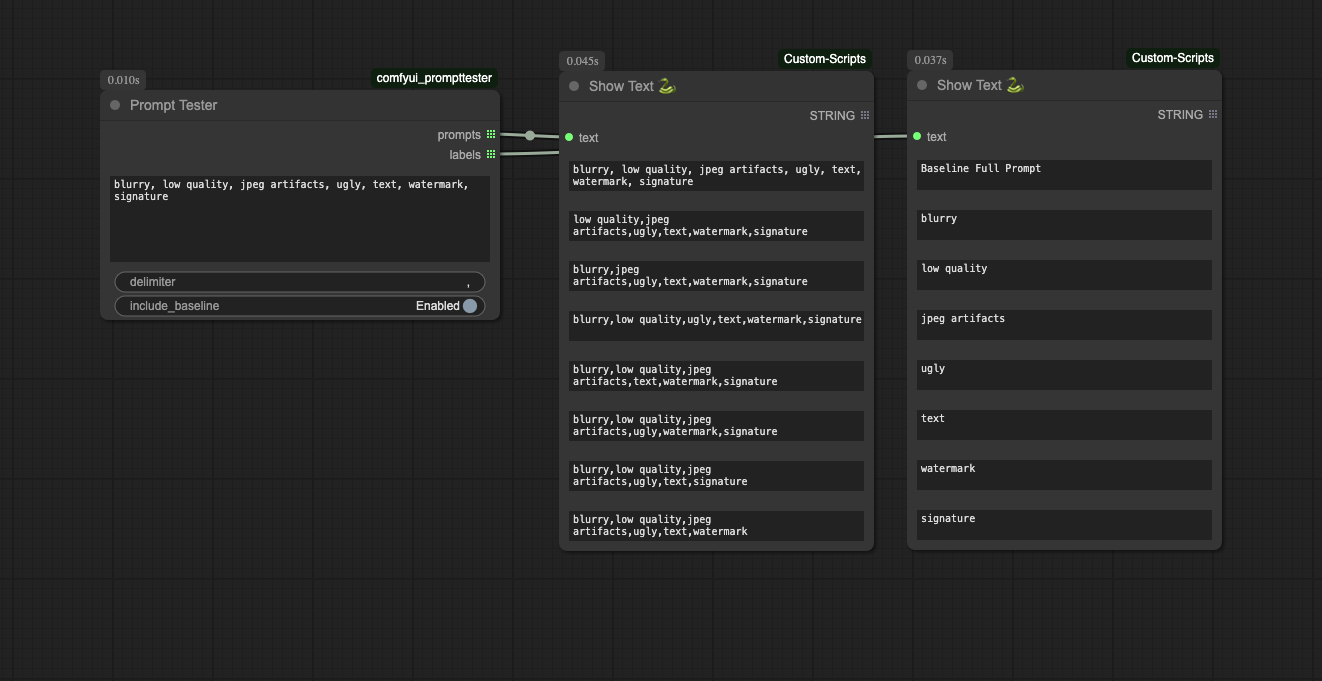 0.010s
comfyui_prompttester
Prompt Tester
prompts
labels
blurry, low quality, jpeg artifacts, ugly, text, watermark,
signature
delimiter ,
include_baseline Enabled
0.045s
Custom-Scripts
Show Text 🐍
STRING
text
blurry, low quality, jpeg artifacts, ugly, text,
watermark, signature
low quality,jpeg
artifacts,ugly,text,watermark,signature
blurry,jpeg
artifacts,ugly,text,watermark,signature
blurry,low quality,ugly,text,watermark,signature
blurry,low quality,jpeg
artifacts,text,watermark,signature
blurry,low quality,jpeg
artifacts,ugly,watermark,signature
blurry,low quality,jpeg
artifacts,ugly,text,signature
blurry,low quality,jpeg
artifacts,ugly,text,watermark
0.037s
Custom-Scripts
Show Text 🐍
STRING
text
Baseline Full Prompt
blurry
low quality
jpeg artifacts
ugly
text
watermark
signature